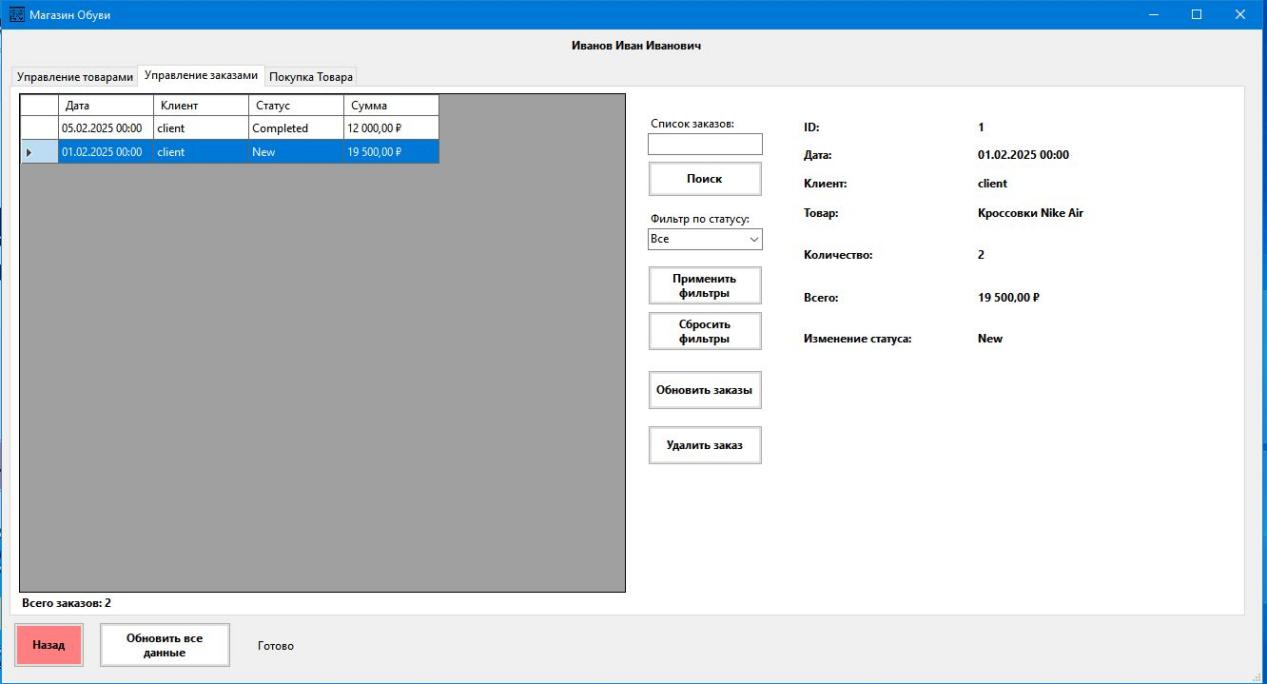 Магазин Обуви
Иванов Иван Иванович
Управление товарами Управление заказами Покупка Товара
Дата Клиент Статус Сумма
05.02.2025 00:00 client Completed 12 000,00 ₽
01.02.2025 00:00 client New 19 500,00 ₽
Всего заказов: 2
Список заказов:
Поиск
Фильтр по статусу:
Все
Применить
фильтры
Сбросить
фильтры
Обновить заказы
Удалить заказ
ID: 1
Дата: 01.02.2025 00:00
Клиент: client
Товар: Кроссовки Nike Air
Количество: 2
Всего: 19 500,00 ₽
Изменение статуса: New
Назад
Обновить все
данные
Готово